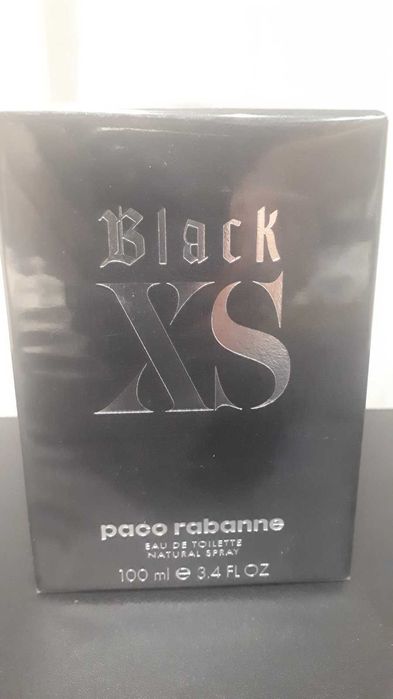 Black
XS
paco rabanne
EAU DE TOILETTE
NATURAL SPRAY
100 ml ℮ 3.4 FL OZ